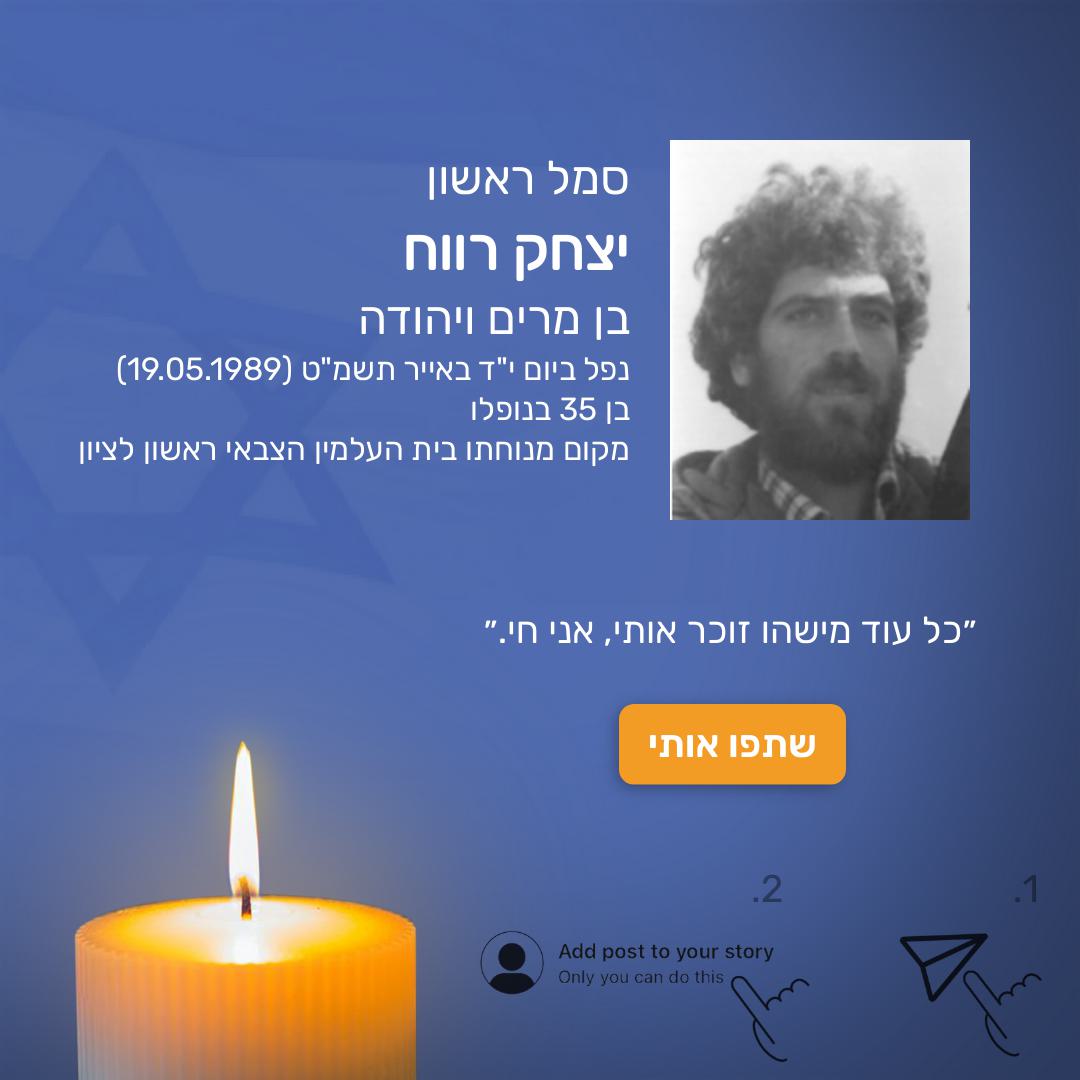 סמל ראשון
יצחק רווח
בן מרים ויהודה
נפל ביום י"ד באייר תשמ"ט (19.05.1989)
בן 35 בנופלו
מקום מנוחתו בית העלמין הצבאי ראשון לציון
״כל עוד מישהו זוכר אותי, אני חי.״
שתפו אותי
.1
.2
Add post to your story
Only you can do this